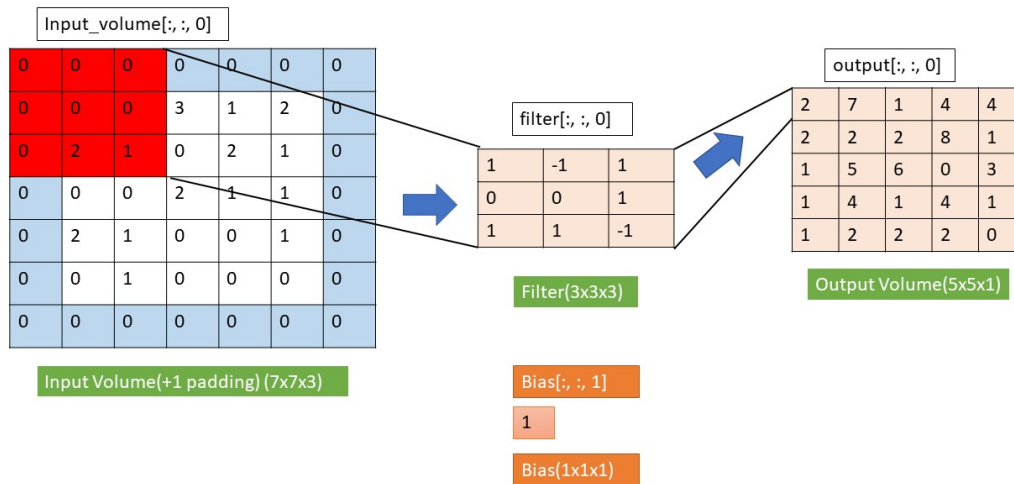 Input_volume[:, :, 0]
0 0 0 0 0 0 0
0 0 0 3 1 2 0
0 2 1 0 2 1 0
0 0 0 2 1 1 0
0 2 1 0 0 1 0
0 0 1 0 0 0 0
0 0 0 0 0 0 0
Input Volume(+1 padding) (7x7x3)
filter[:, :, 0]
1 -1 1
0 0 1
1 1 -1
Filter(3x3x3)
Bias[:, :, 1]
1
Bias(1x1x1)
output[:, :, 0]
2 7 1 4 4
2 2 2 8 1
1 5 6 0 3
1 4 1 4 1
1 2 2 2 0
Output Volume(5x5x1)